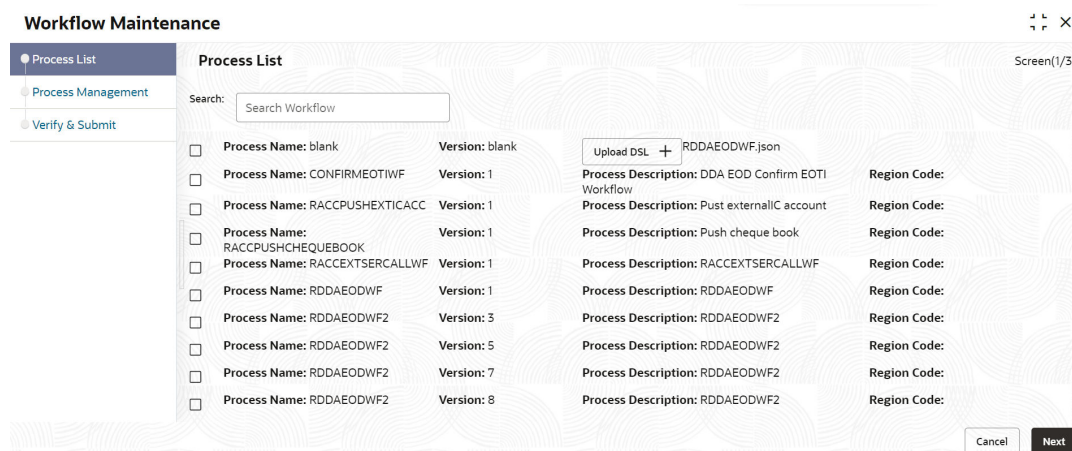 Workflow Maintenance
Process List
Process Management
Verify & Submit
Process List
Screen(1/3
Search:
Search Workflow
Process Name: blank Version: blank Upload DSL + RDDAEODWF.json
Process Name: CONFIRMEOTIWF Version: 1 Process Description: DDA EOD Confirm EOTI Region Code:
Workflow
Process Name: RACCPUSHEXTICACC Version: 1 Process Description: Pust externalIC account Region Code:
Process Name: Version: 1 Process Description: Push cheque book Region Code:
RACCPUSHCHEQUEBOOK
Process Name: RACCEXTSERCALLWF Version: 1 Process Description: RACCEXTSERCALLWF Region Code:
Process Name: RDDAEODWF Version: 1 Process Description: RDDAEODWF Region Code:
Process Name: RDDAEODWF2 Version: 3 Process Description: RDDAEODWF2 Region Code:
Process Name: RDDAEODWF2 Version: 5 Process Description: RDDAEODWF2 Region Code:
Process Name: RDDAEODWF2 Version: 7 Process Description: RDDAEODWF2 Region Code:
Process Name: RDDAEODWF2 Version: 8 Process Description: RDDAEODWF2 Region Code:
Cancel Next